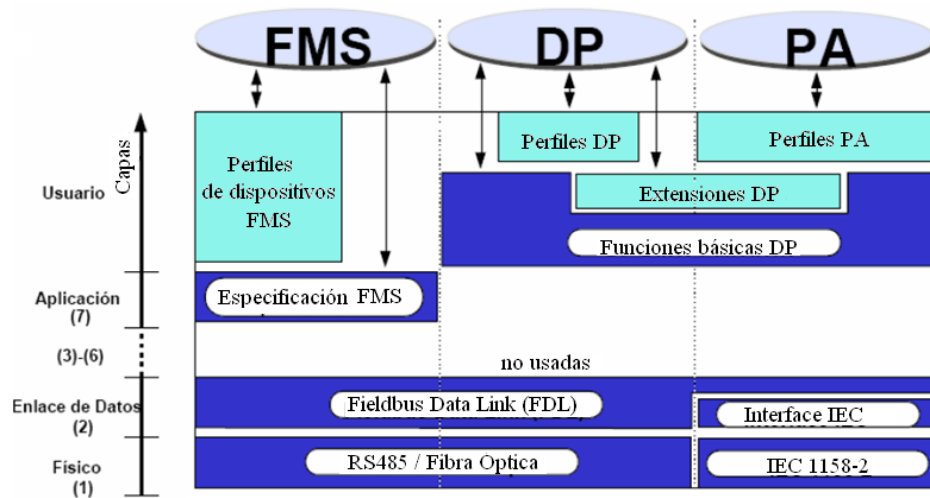 FMS
DP
PA
Capas
Usuario
Perfiles
de dispositivos
FMS
Perfiles DP
Perfiles PA
Extensiones DP
Funciones básicas DP
Aplicación
(7)
Especificación FMS
(3)-(6)
no usadas
Enlace de Datos
(2)
Fieldbus Data Link (FDL)
Interface IEC
Físico
(1)
RS485 / Fibra Optica
IEC 1158-2